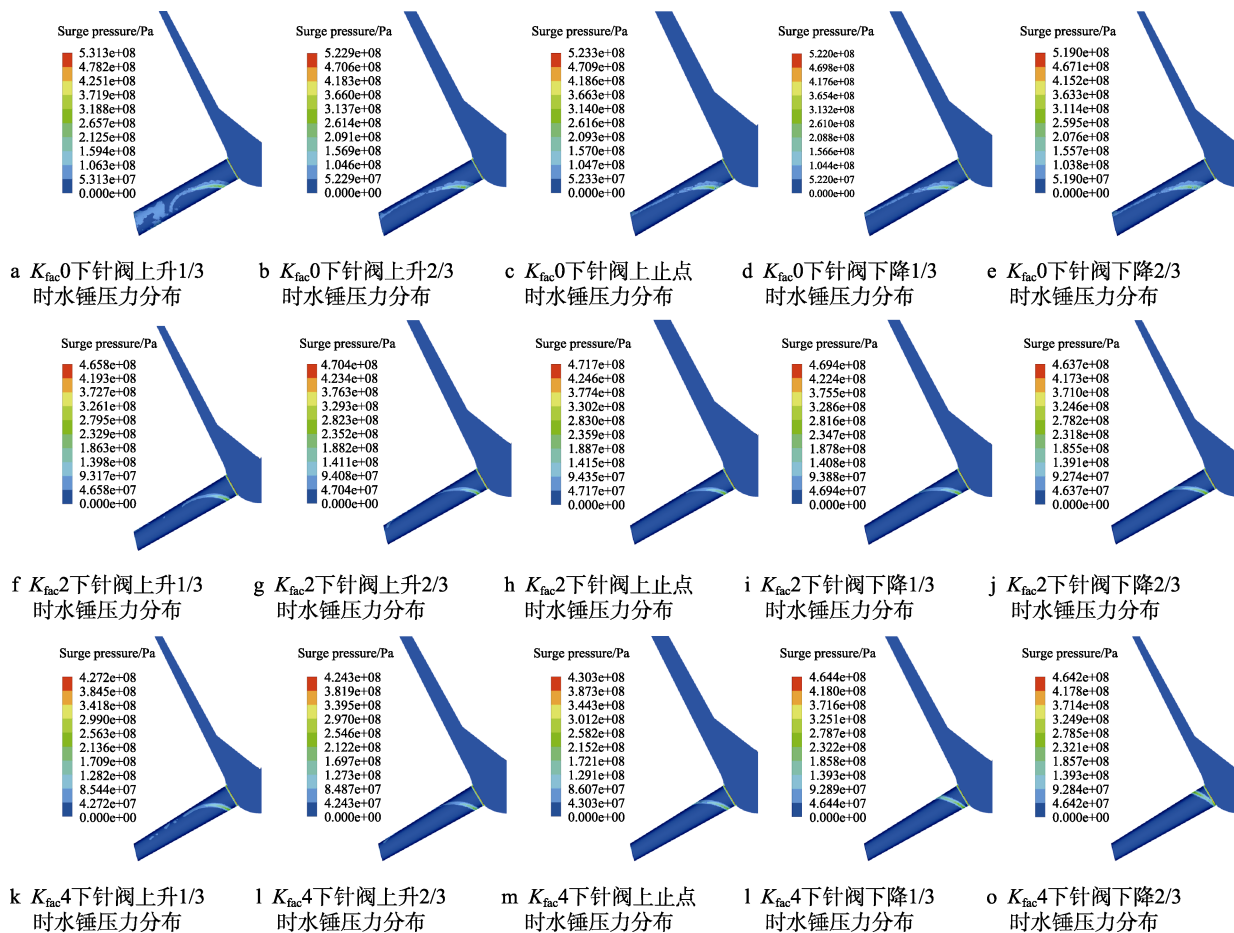 Surge pressure/Pa
5.313e+08
4.782e+08
4.251e+08
3.719e+08
3.188e+08
2.657e+08
2.125e+08
1.594e+08
1.063e+08
5.313e+07
0.000e+00
a Kfac0下针阀上升1/3
时水锤压力分布
Surge pressure/Pa
5.229e+08
4.706e+08
4.183e+08
3.660e+08
3.137e+08
2.614e+08
2.091e+08
1.569e+08
1.046e+08
5.229e+07
0.000e+00
b Kfac0下针阀上升2/3
时水锤压力分布
Surge pressure/Pa
5.233e+08
4.709e+08
4.186e+08
3.663e+08
3.140e+08
2.616e+08
2.093e+08
1.570e+08
1.047e+08
5.233e+07
0.000e+00
c Kfac0下针阀上止点
时水锤压力分布
Surge pressure/Pa
5.220e+08
4.698e+08
4.176e+08
3.654e+08
3.132e+08
2.610e+08
2.088e+08
1.566e+08
1.044e+08
5.220e+07
0.000e+00
d Kfac0下针阀下降1/3
时水锤压力分布
Surge pressure/Pa
5.190e+08
4.671e+08
4.152e+08
3.633e+08
3.114e+08
2.595e+08
2.076e+08
1.557e+08
1.038e+08
5.190e+07
0.000e+00
e Kfac0下针阀下降2/3
时水锤压力分布
Surge pressure/Pa
4.658e+08
4.193e+08
3.727e+08
3.261e+08
2.795e+08
2.329e+08
1.863e+08
1.398e+08
9.317e+07
4.658e+07
0.000e+00
f Kfac2下针阀上升1/3
时水锤压力分布
Surge pressure/Pa
4.704e+08
4.234e+08
3.763e+08
3.293e+08
2.823e+08
2.352e+08
1.882e+08
1.411e+08
9.408e+07
4.704e+07
0.000e+00
g Kfac2下针阀上升2/3
时水锤压力分布
Surge pressure/Pa
4.717e+08
4.246e+08
3.774e+08
3.302e+08
2.830e+08
2.359e+08
1.887e+08
1.415e+08
9.435e+07
4.717e+07
0.000e+00
h Kfac2下针阀上止点
时水锤压力分布
Surge pressure/Pa
4.694e+08
4.224e+08
3.755e+08
3.286e+08
2.816e+08
2.347e+08
1.878e+08
1.408e+08
9.388e+07
4.694e+07
0.000e+00
i Kfac2下针阀下降1/3
时水锤压力分布
Surge pressure/Pa
4.637e+08
4.173e+08
3.710e+08
3.246e+08
2.782e+08
2.318e+08
1.855e+08
1.391e+08
9.274e+07
4.637e+07
0.000e+00
j Kfac2下针阀下降2/3
时水锤压力分布
Surge pressure/Pa
4.272e+08
3.845e+08
3.418e+08
2.990e+08
2.563e+08
2.136e+08
1.709e+08
1.282e+08
8.544e+07
4.272e+07
0.000e+00
k Kfac4下针阀上升1/3
时水锤压力分布
Surge pressure/Pa
4.243e+08
3.819e+08
3.395e+08
2.970e+08
2.546e+08
2.122e+08
1.697e+08
1.273e+08
8.487e+07
4.243e+07
0.000e+00
l Kfac4下针阀上升2/3
时水锤压力分布
Surge pressure/Pa
4.303e+08
3.873e+08
3.443e+08
3.012e+08
2.582e+08
2.152e+08
1.721e+08
1.291e+08
8.607e+07
4.303e+07
0.000e+00
m Kfac4下针阀上止点
时水锤压力分布
Surge pressure/Pa
4.644e+08
4.180e+08
3.716e+08
3.251e+08
2.787e+08
2.322e+08
1.858e+08
1.393e+08
9.289e+07
4.644e+07
0.000e+00
l Kfac4下针阀下降1/3
时水锤压力分布
Surge pressure/Pa
4.642e+08
4.178e+08
3.714e+08
3.249e+08
2.785e+08
2.321e+08
1.857e+08
1.393e+08
9.284e+07
4.642e+07
0.000e+00
o Kfac4下针阀下降2/3
时水锤压力分布